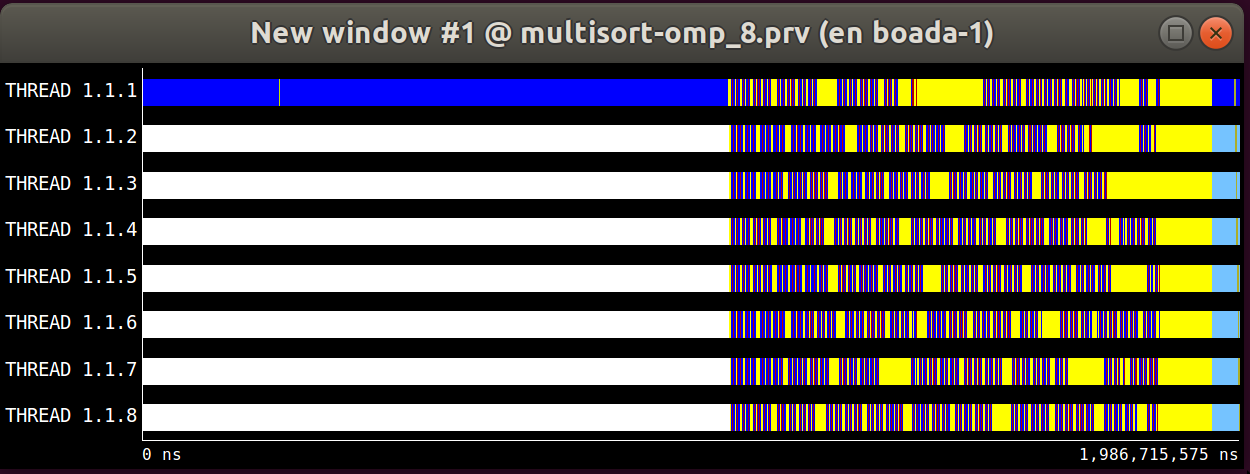 New window #1 @ multisort-omp_8.prv (en boada-1)
THREAD 1.1.1
THREAD 1.1.2
THREAD 1.1.3
THREAD 1.1.4
THREAD 1.1.5
THREAD 1.1.6
THREAD 1.1.7
THREAD 1.1.8
0 ns 1,986,715,575 ns